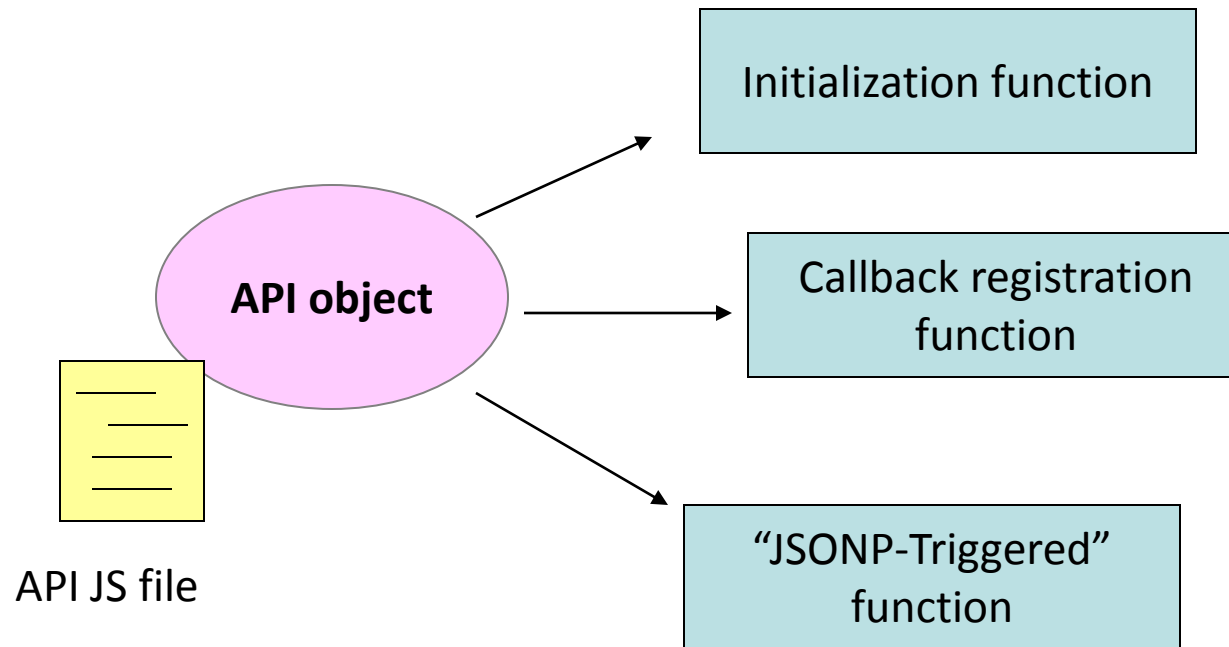 Initialization function
API object
Callback registration
function
API JS file
“JSONP-Triggered”
function